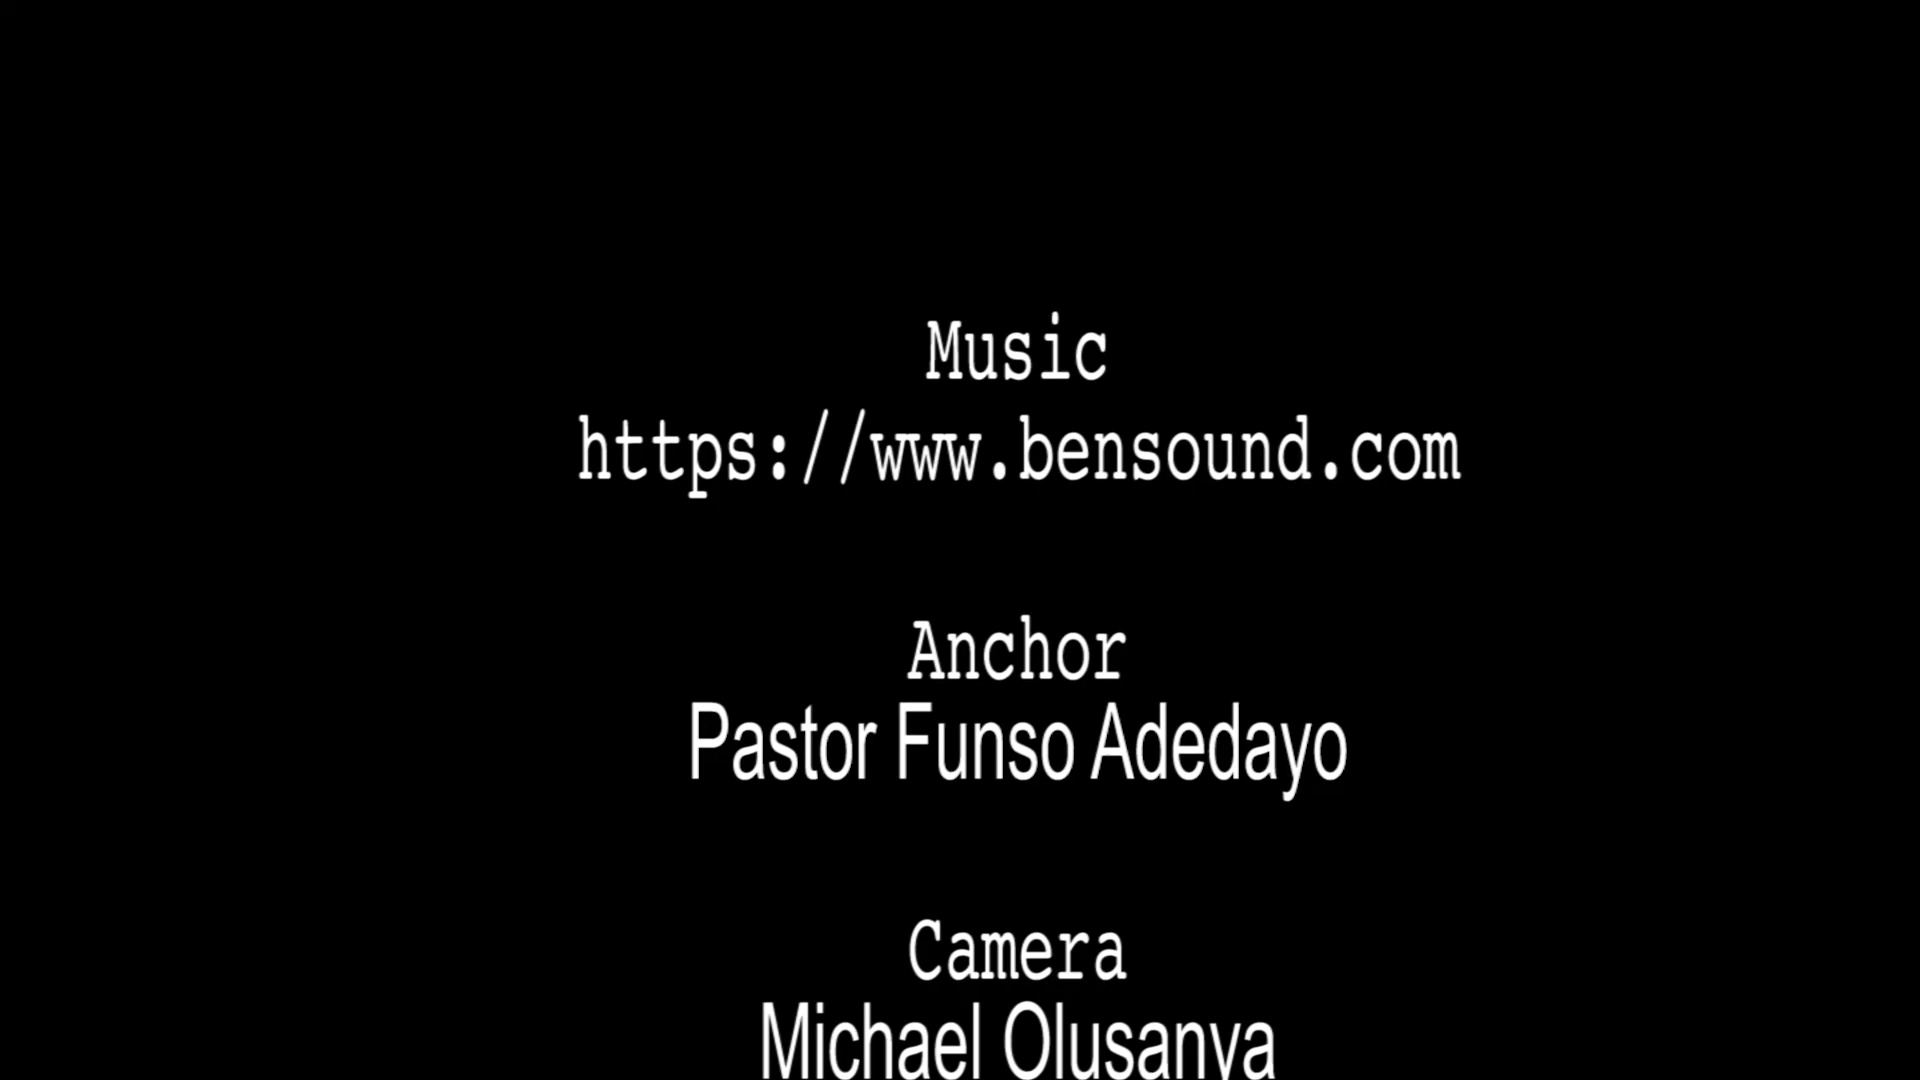 Music
https://www.bensound.com
Anchor
Pastor Funso Adedayo
Camera
Michael Olusanya